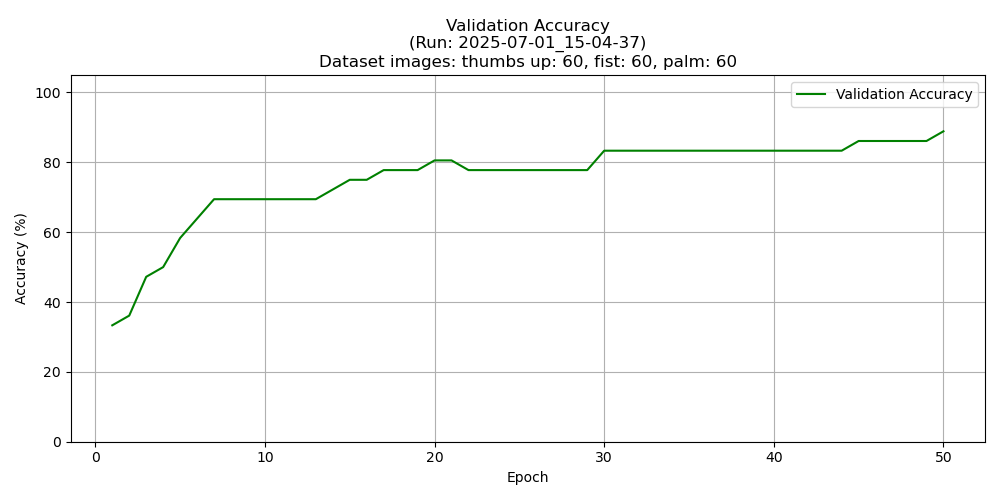 Validation Accuracy
(Run: 2025-07-01_15-04-37)
Dataset images: thumbs up: 60, fist: 60, palm: 60
Validation Accuracy
100
80
60
40
20
0
Accuracy (%)
0 10 20 30 40 50
Epoch